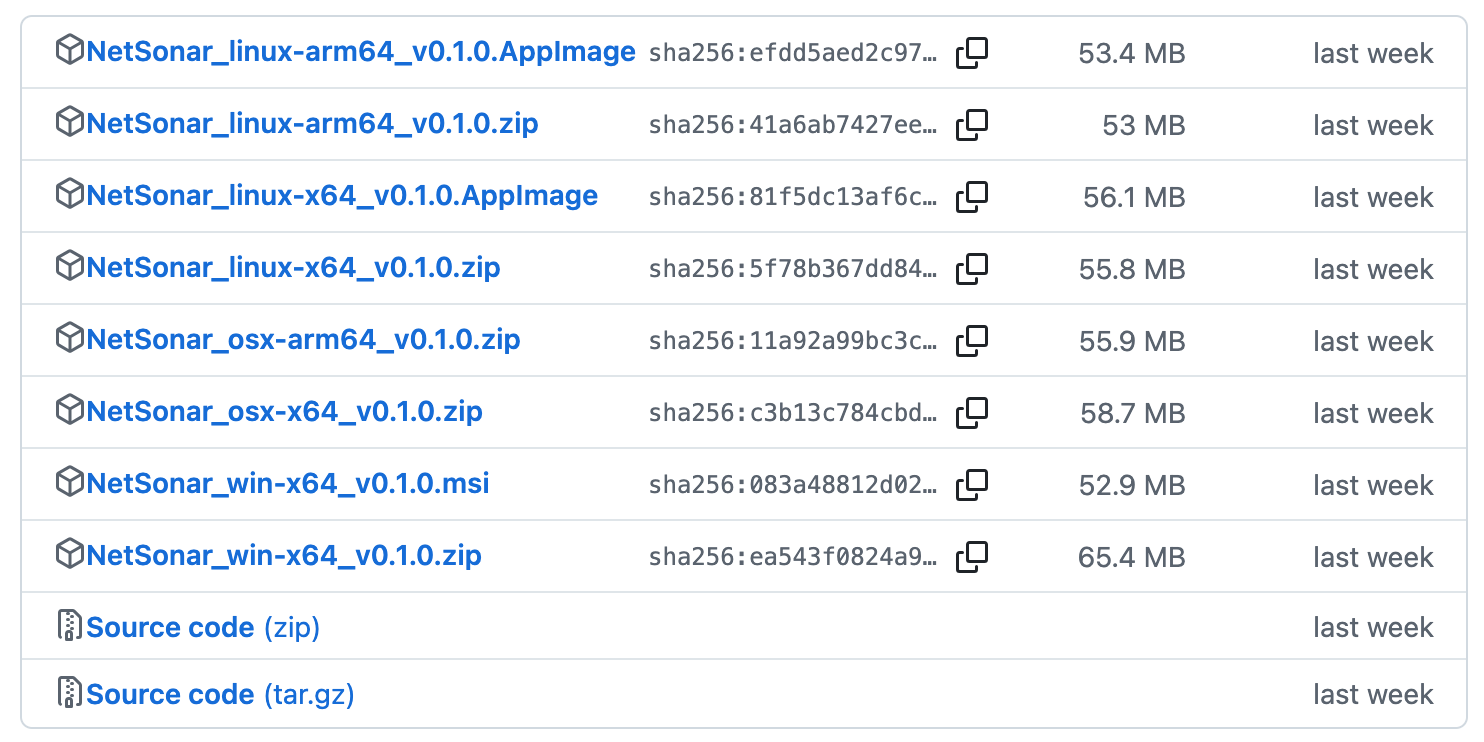 NetSonar_linux-arm64_v0.1.0.AppImage sha256:efdd5aed2c97… 53.4 MB last week
NetSonar_linux-arm64_v0.1.0.zip sha256:41a6ab7427ee… 53 MB last week
NetSonar_linux-x64_v0.1.0.AppImage sha256:81f5dc13af6c… 56.1 MB last week
NetSonar_linux-x64_v0.1.0.zip sha256:5f78b367dd84… 55.8 MB last week
NetSonar_osx-arm64_v0.1.0.zip sha256:11a92a99bc3c… 55.9 MB last week
NetSonar_osx-x64_v0.1.0.zip sha256:c3b13c784cbd… 58.7 MB last week
NetSonar_win-x64_v0.1.0.msi sha256:083a48812d02… 52.9 MB last week
NetSonar_win-x64_v0.1.0.zip sha256:ea543f0824a9… 65.4 MB last week
Source code (zip) last week
Source code (tar.gz) last week